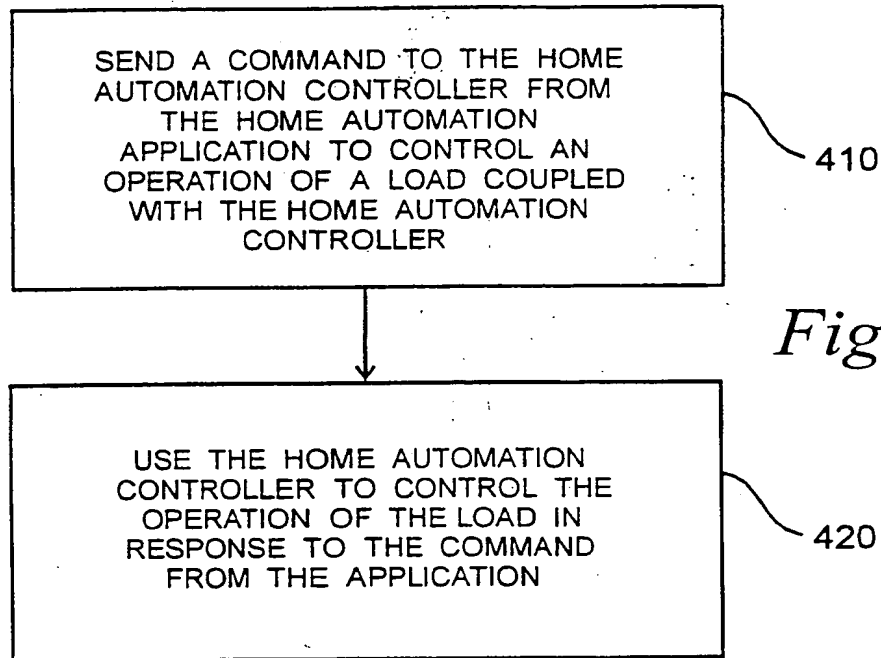 SEND A COMMAND TO THE HOME
AUTOMATION CONTROLLER FROM
THE HOME AUTOMATION
APPLICATION TO CONTROL AN
OPERATION OF A LOAD COUPLED
WITH THE HOME AUTOMATION
CONTROLLER
410
Fig
USE THE HOME AUTOMATION
CONTROLLER TO CONTROL THE
OPERATION OF THE LOAD IN
RESPONSE TO THE COMMAND
FROM THE APPLICATION
420